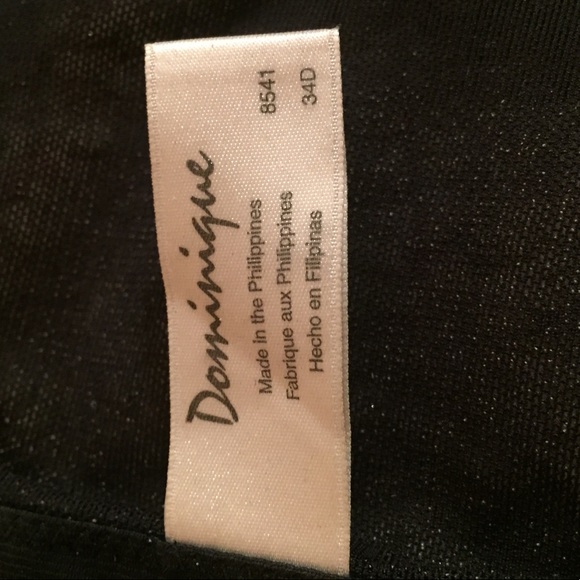 Dominique
Made in the Philippines 8541
Fabrique aux Philippines
Hecho en Filipinas 34D